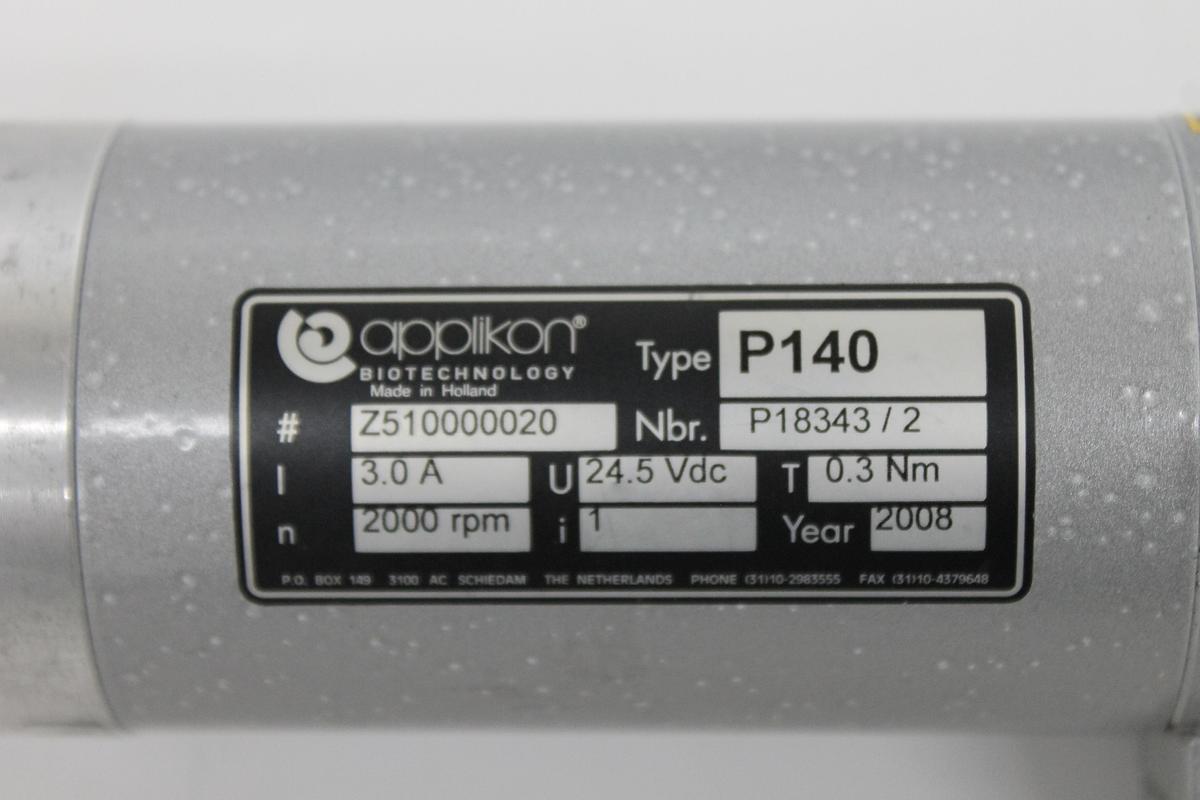 applikon®
BIOTECHNOLOGY
Made in Holland
Type P140
# Z510000020 Nbr. P18343 / 2
I 3.0 A U 24.5 Vdc T 0.3 Nm
n 2000 rpm i 1 Year 2008
P.O. BOX 149 3100 AC SCHIEDAM THE NETHERLANDS PHONE (31)10-2983555 FAX (31)10-4379648